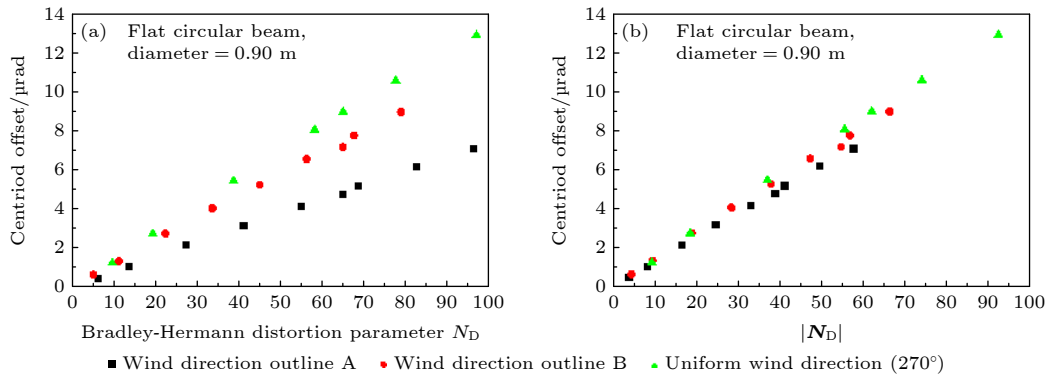 (a) Flat circular beam,
diameter = 0.90 m
Centriod offset/μrad
14
12
10
8
6
4
2
0
0 10 20 30 40 50 60 70 80 90 100
Bradley-Hermann distortion parameter N_D
(b) Flat circular beam,
diameter = 0.90 m
Centriod offset/μrad
14
12
10
8
6
4
2
0
0 10 20 30 40 50 60 70 80 90 100
|N_D|
Wind direction outline A Wind direction outline B Uniform wind direction (270°)